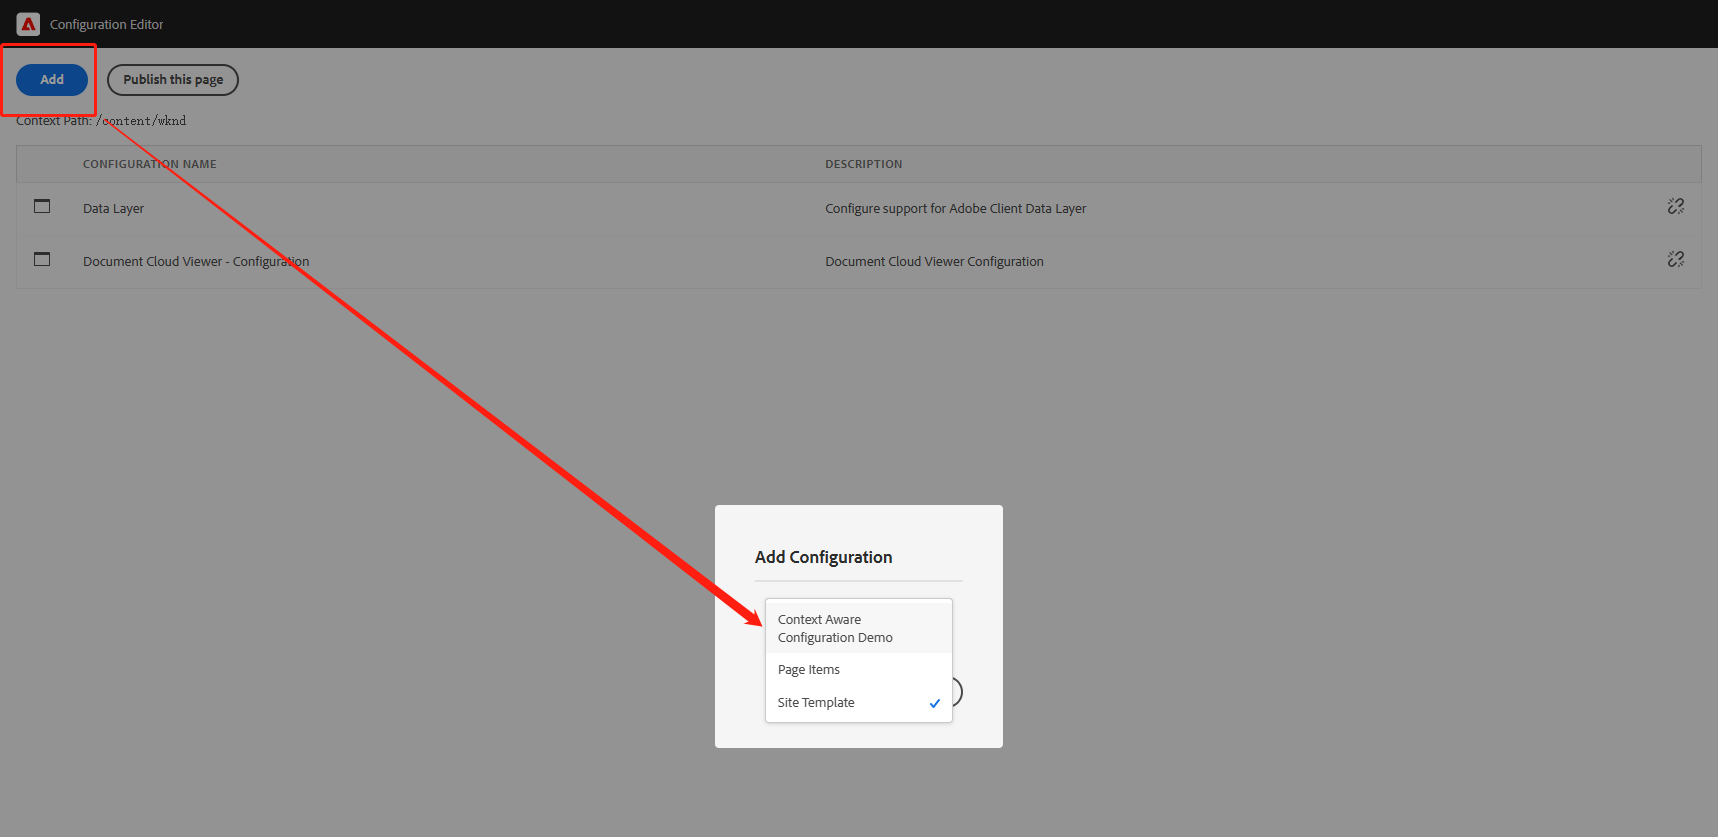 Configuration Editor
Add
Publish this page
Context Path: /content/wknd
CONFIGURATION NAME
DESCRIPTION
Data Layer
Configure support for Adobe Client Data Layer
Document Cloud Viewer - Configuration
Document Cloud Viewer Configuration
Add Configuration
Context Aware
Configuration Demo
Page Items
Site Template